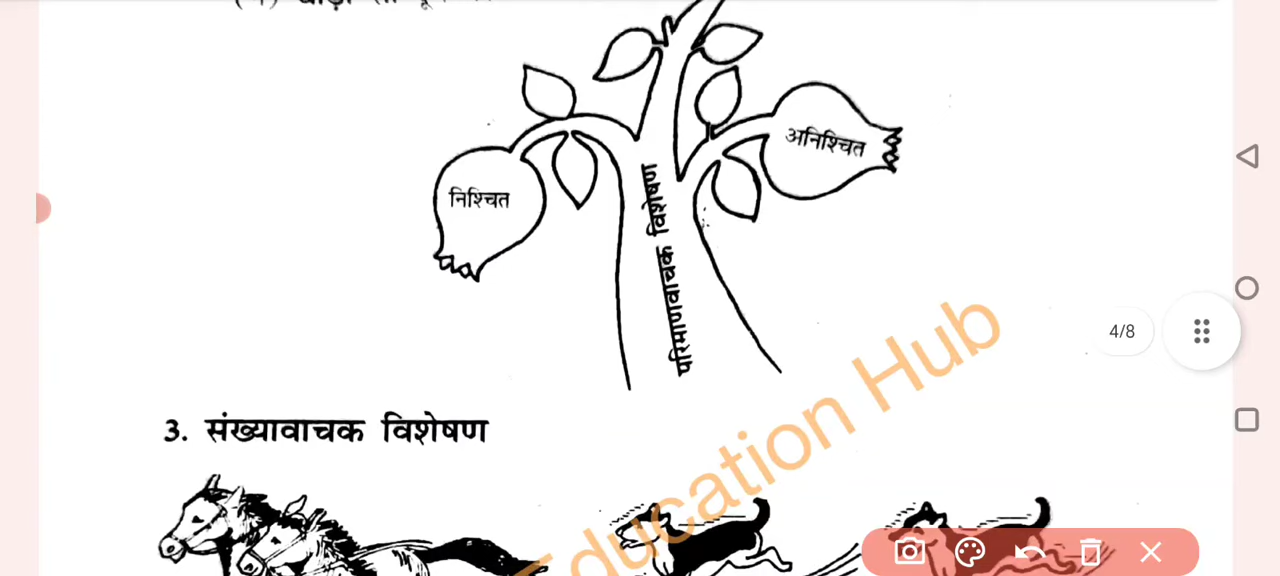 अनिश्चित
निश्चित
परिमाणवाचक विशेषण
4/8
3. संख्यावाचक विशेषण
Education Hub